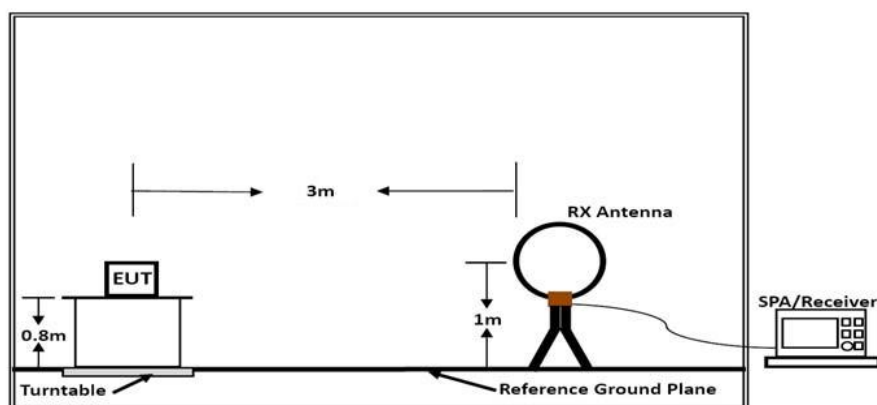 3m
RX Antenna
EUT
SPA/Receiver
0.8m
1m
Turntable
Reference Ground Plane